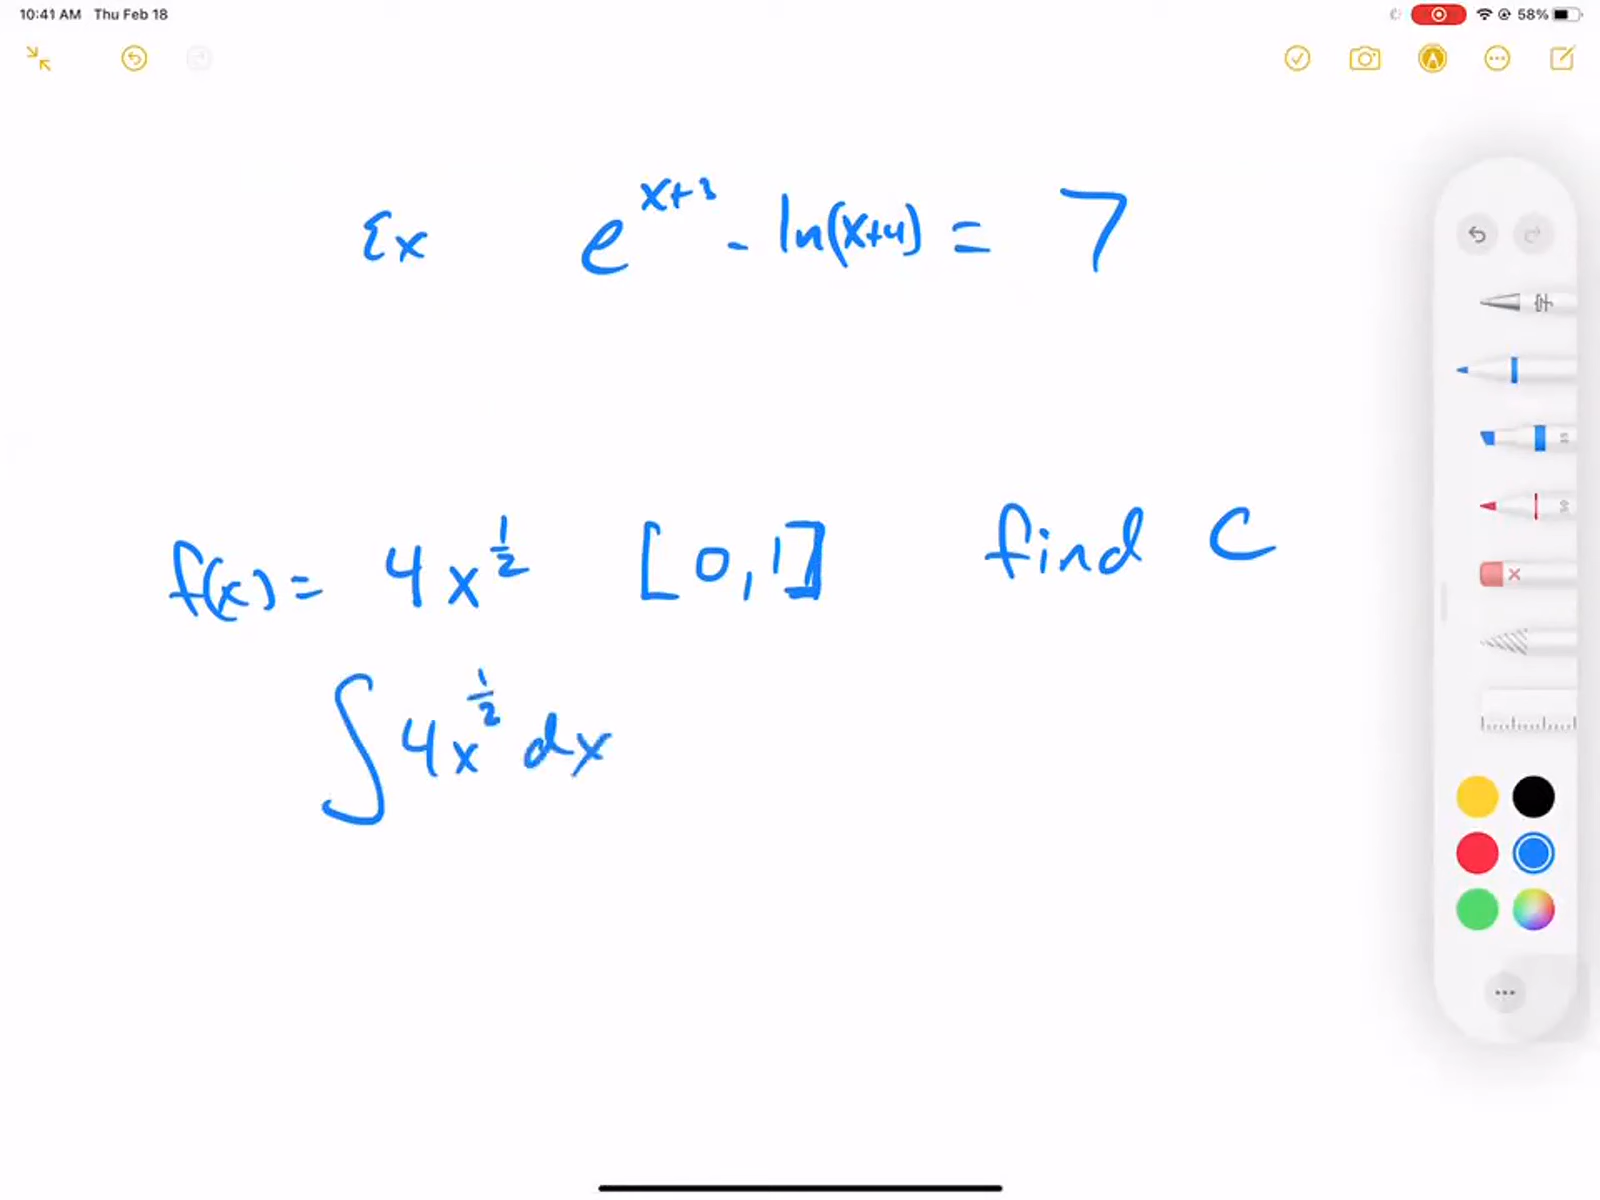 10:41 AM Thu Feb 18 58%
Ex e^{x+3} - ln(x+4) = 7
f(x) = 4x^{1/2} [0,1] find C
∫ 4x^{1/2} dx